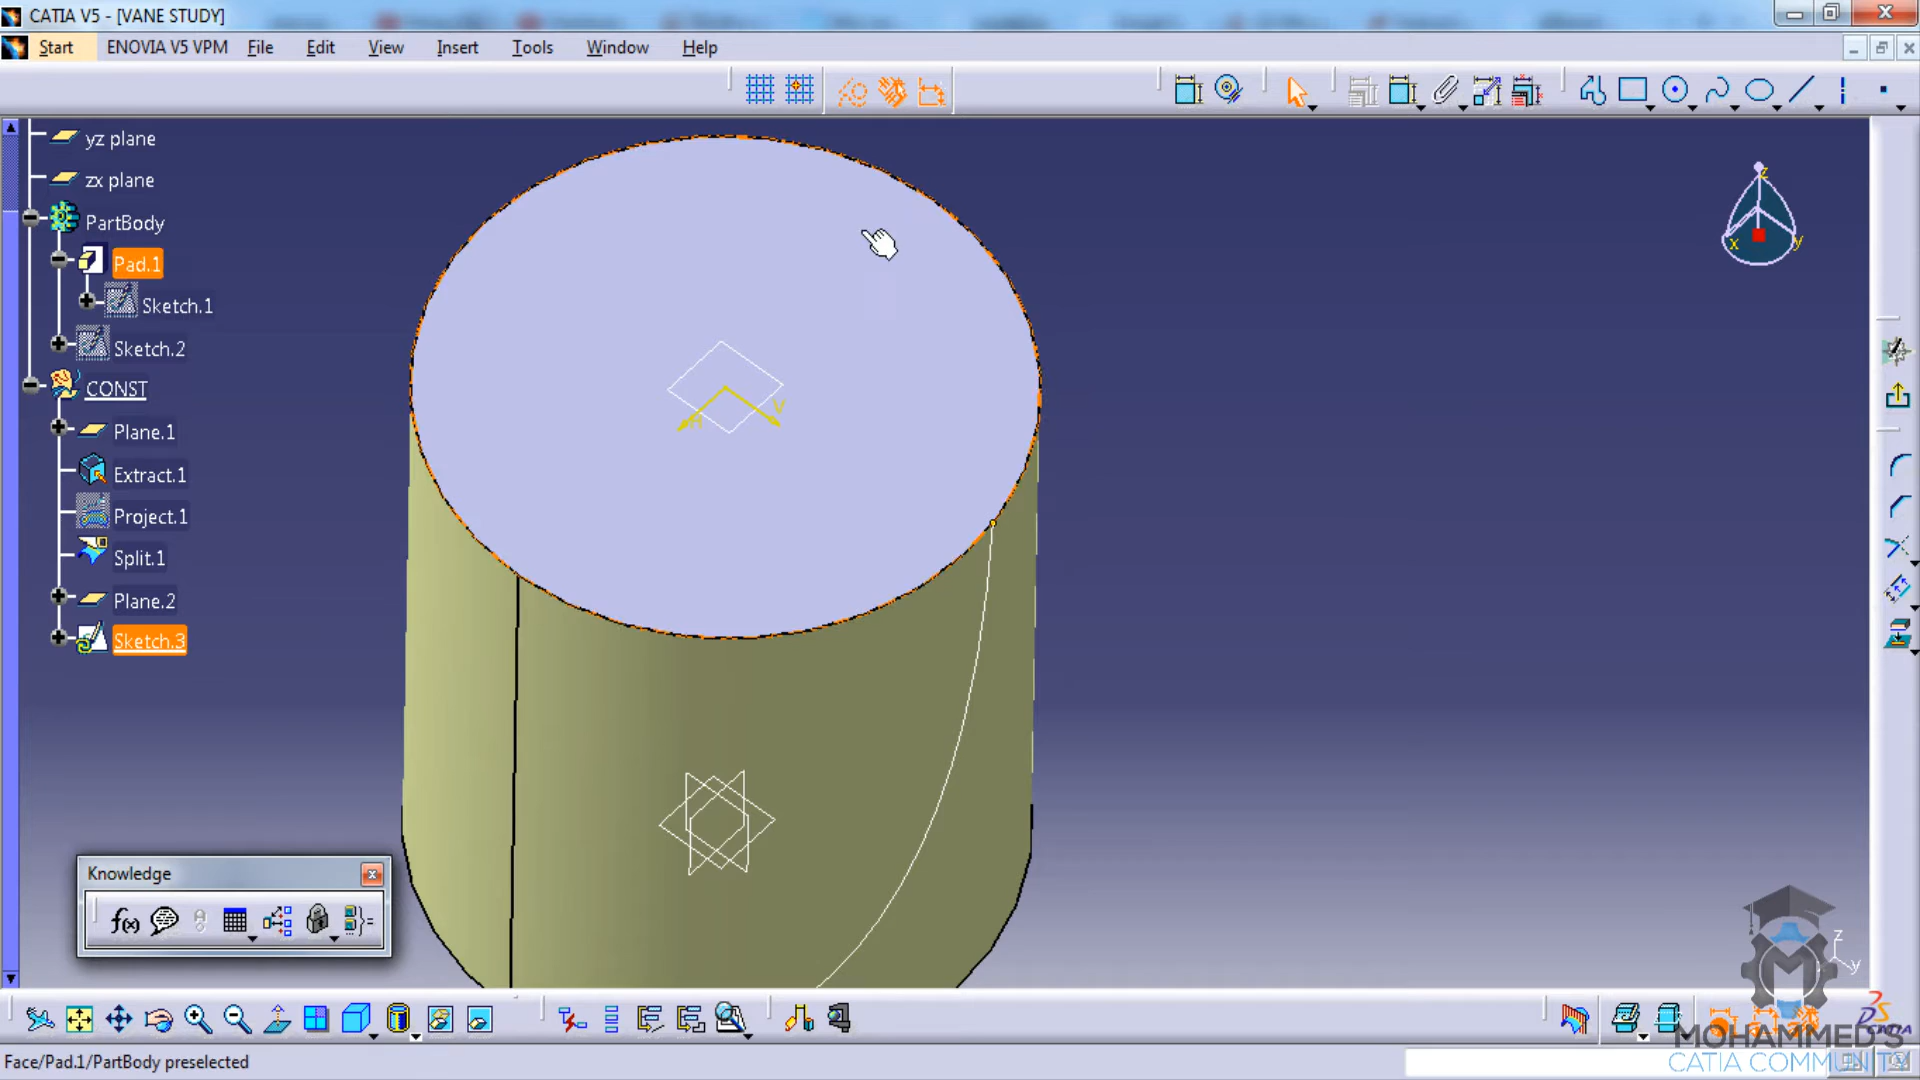 CATIA V5 - [VANE STUDY]
Start ENOVIA V5 VPM File Edit View Insert Tools Window Help
yz plane
zx plane
PartBody
Pad.1
Sketch.1
Sketch.2
CONST
Plane.1
Extract.1
Project.1
Split.1
Plane.2
Sketch.3
H V
z
x y
Knowledge
f(x)
z
y
MOHAMMED'S
CATIA COMMUNITY
CATIA
Face/Pad.1/PartBody preselected